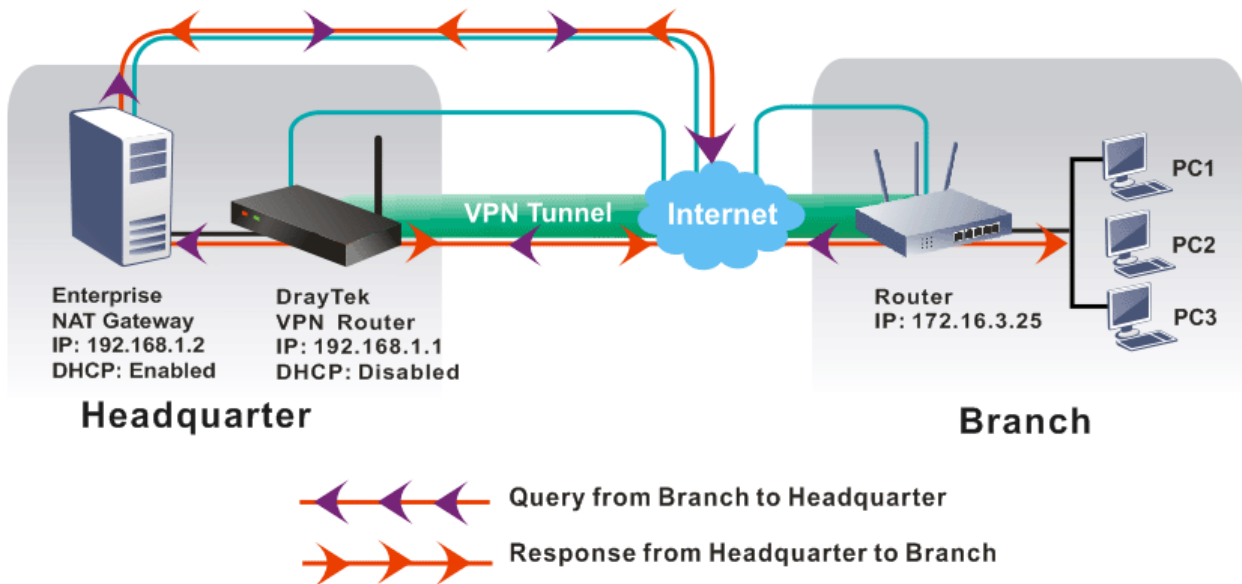 VPN Tunnel
Internet
PC1
PC2
PC3
Enterprise
NAT Gateway
IP: 192.168.1.2
DHCP: Enabled
DrayTek
VPN Router
IP: 192.168.1.1
DHCP: Disabled
Router
IP: 172.16.3.25
Headquarter
Branch
Query from Branch to Headquarter
Response from Headquarter to Branch